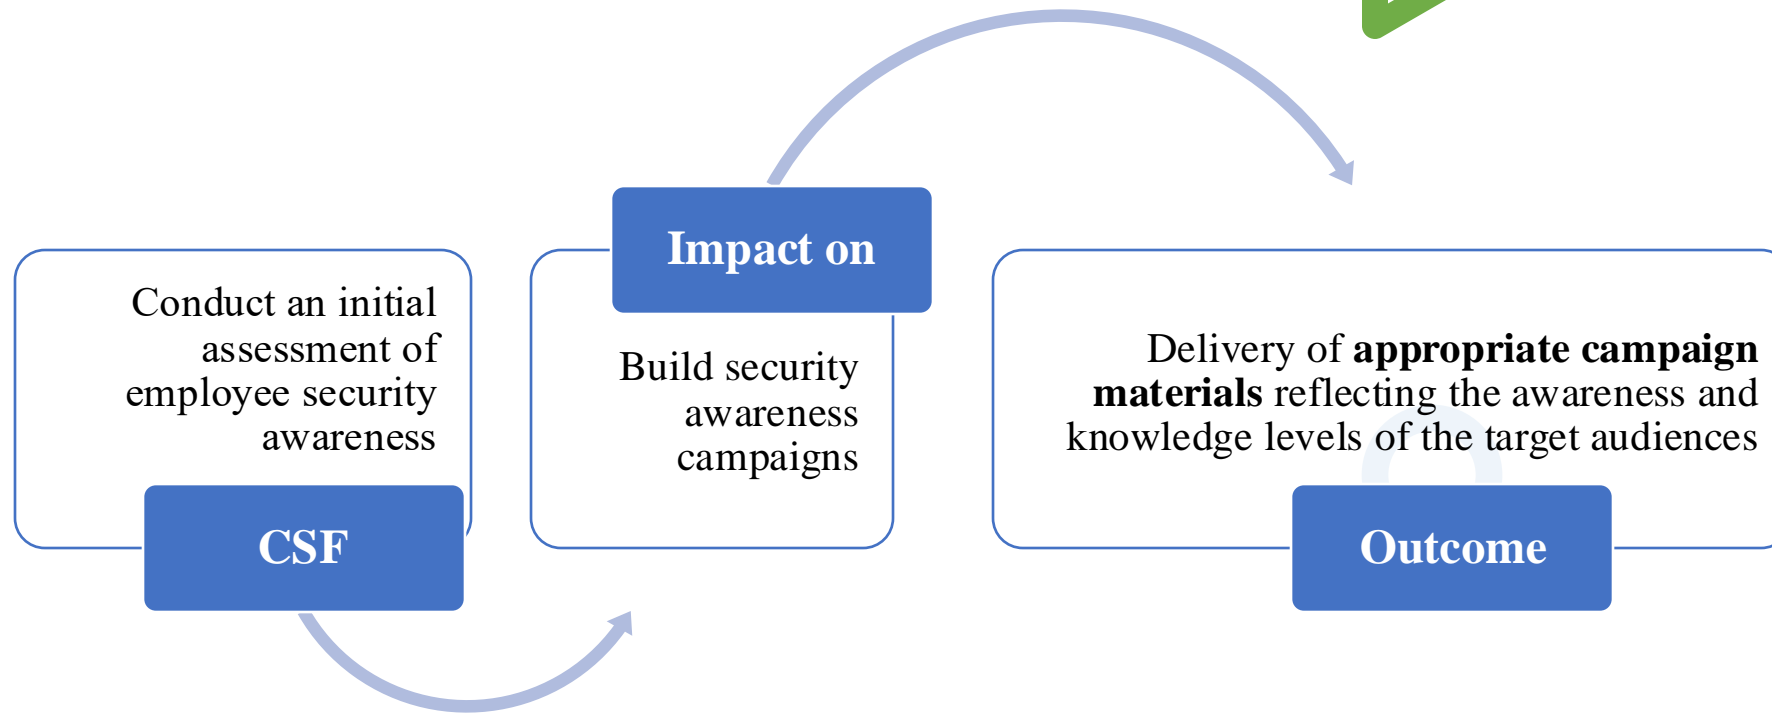 Conduct an initial
assessment of
employee security
awareness
CSF
Impact on
Build security
awareness
campaigns
Delivery of appropriate campaign
materials reflecting the awareness and
knowledge levels of the target audiences
Outcome